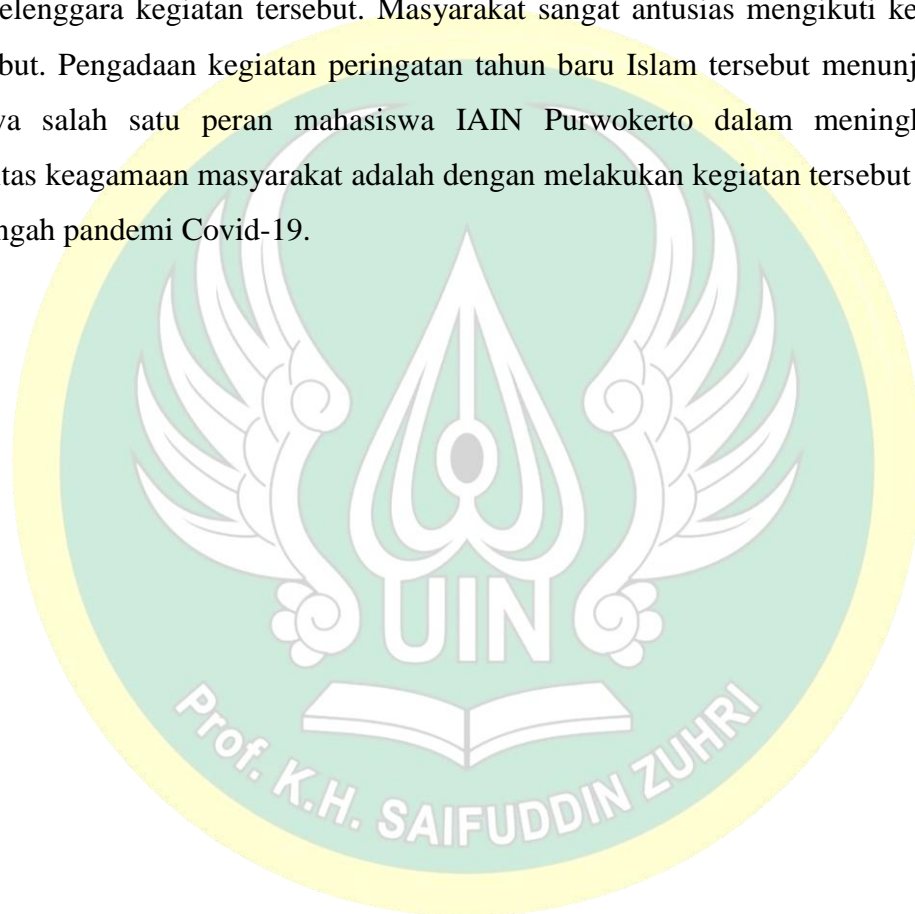 elenggara kegiatan tersebut. Masyarakat sangat antusias mengikuti ke
but. Pengadaan kegiatan peringatan tahun baru Islam tersebut menunj
ya salah satu peran mahasiswa IAIN Purwokerto dalam meningk
itas keagamaan masyarakat adalah dengan melakukan kegiatan tersebut
ngah pandemi Covid-19.
UIN
Prof. K.H. SAIFUDDIN ZUHRI